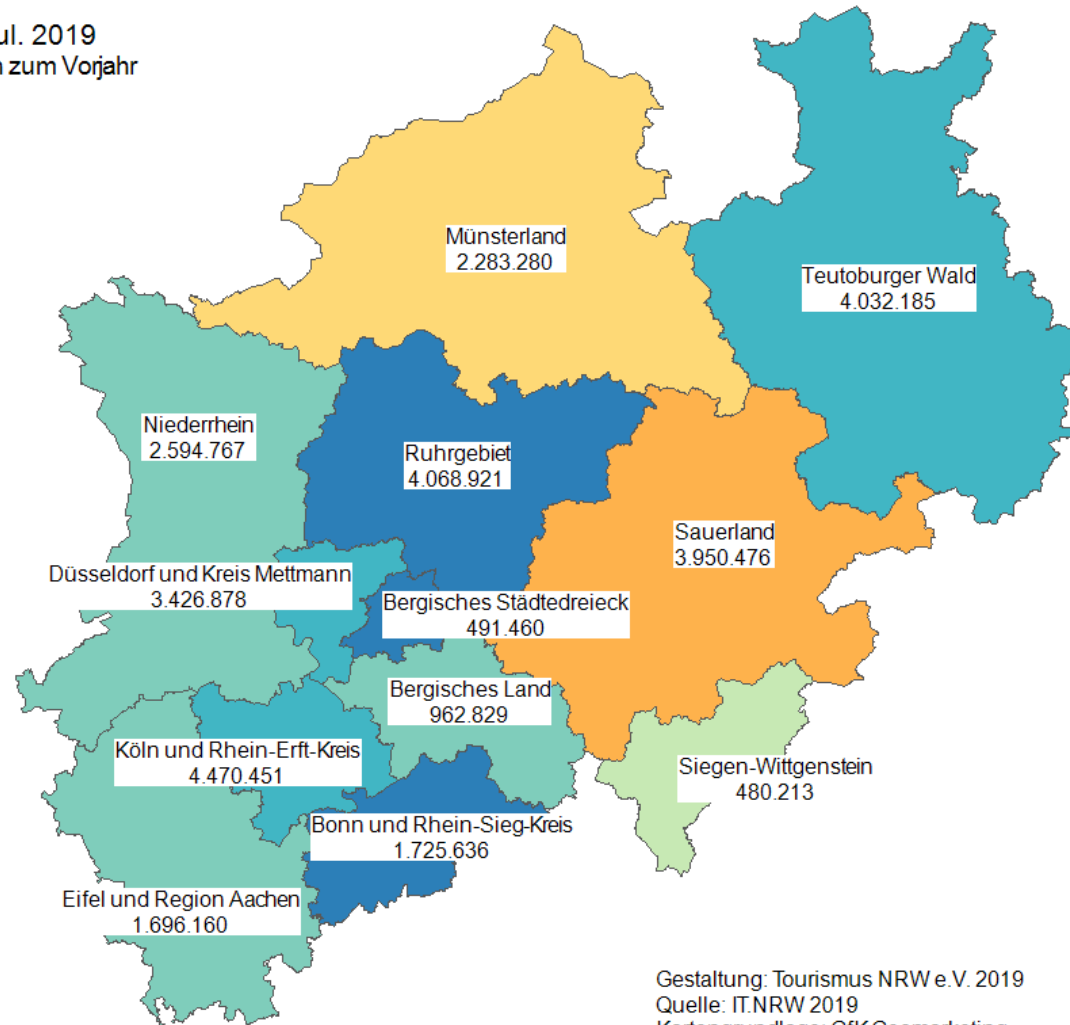 2019
zum Vorjahr
Münsterland
2.283.280
Teutoburger Wald
4.032.185
Niederrhein
2.594.767
Ruhrgebiet
4.068.921
Sauerland
3.950.476
Düsseldorf und Kreis Mettmann
3.426.878
Bergisches Städtedreieck
491.460
Bergisches Land
962.829
Köln und Rhein-Erft-Kreis
4.470.451
Siegen-Wittgenstein
480.213
Bonn und Rhein-Sieg-Kreis
1.725.636
Eifel und Region Aachen
1.696.160
Gestaltung: Tourismus NRW e.V. 2019
Quelle: IT.NRW 2019
Kartengrundlage: GfK Geomarketing